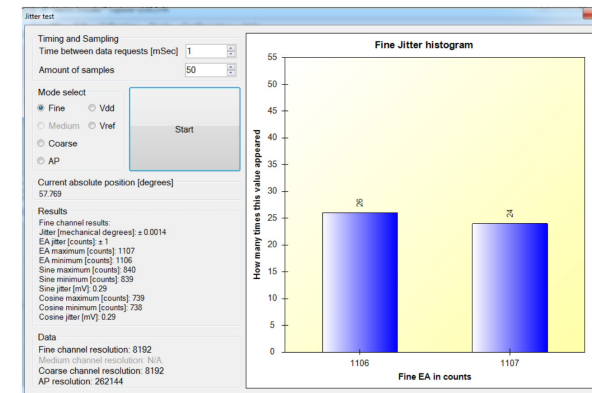 Jitter test
Timing and Sampling
Time between data requests [mSec] 1
Amount of samples 50
Mode select
Fine Vdd
Medium Vref
Coarse
AP
Start
Current absolute position [degrees]
57.769
Results
Fine channel results:
Jitter [mechanical degrees]: ± 0.0014
EA jitter [counts]: ± 1
EA maximum [counts]: 1107
EA minimum [counts]: 1106
Sine maximum [counts]: 840
Sine minimum [counts]: 839
Sine jitter [mV]: 0.29
Cosine maximum [counts]: 739
Cosine minimum [counts]: 738
Cosine jitter [mV]: 0.29
Data
Fine channel resolution: 8192
Medium channel resolution: N/A.
Coarse channel resolution: 8192
AP resolution: 262144
Fine Jitter histogram
How many times this value appeared
55
50
45
40
35
30
25
20
15
10
5
0
26
24
1106 1107
Fine EA in counts